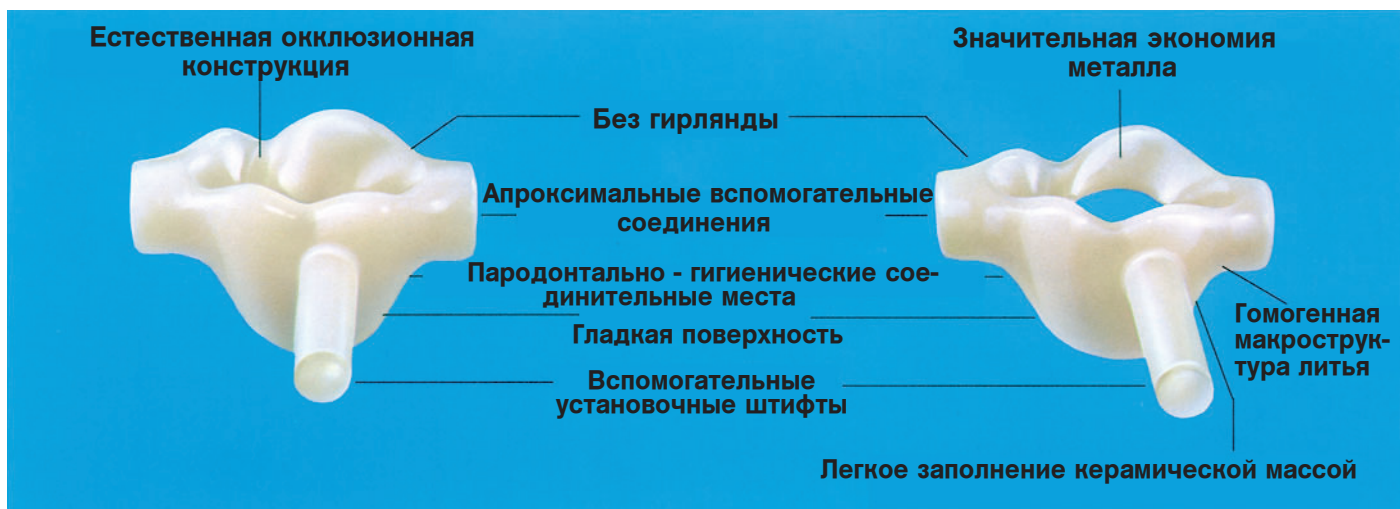 Естественная окклюзионная
конструкция
Значительная экономия
металла
Без гирлянды
Апроксимальные вспомогательные
соединения
Пародонтально - гигиенические сое-
динительные места
Гладкая поверхность
Гомогенная
макрострук-
тура литья
Вспомогательные
установочные штифты
Легкое заполнение керамической массой